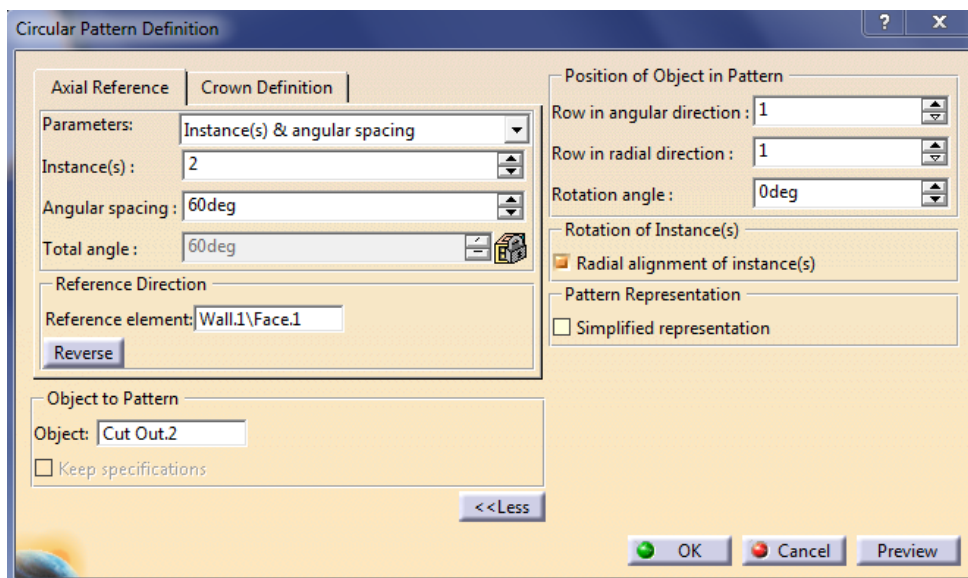 Circular Pattern Definition
? x
Axial Reference Crown Definition
Parameters: Instance(s) & angular spacing
Instance(s) : 2
Angular spacing : 60deg
Total angle : 60deg
Reference Direction
Reference element: Wall.1\Face.1
Reverse
Object to Pattern
Object: Cut Out.2
Keep specifications
<<Less
Position of Object in Pattern
Row in angular direction : 1
Row in radial direction : 1
Rotation angle : 0deg
Rotation of Instance(s)
Radial alignment of instance(s)
Pattern Representation
Simplified representation
OK Cancel Preview